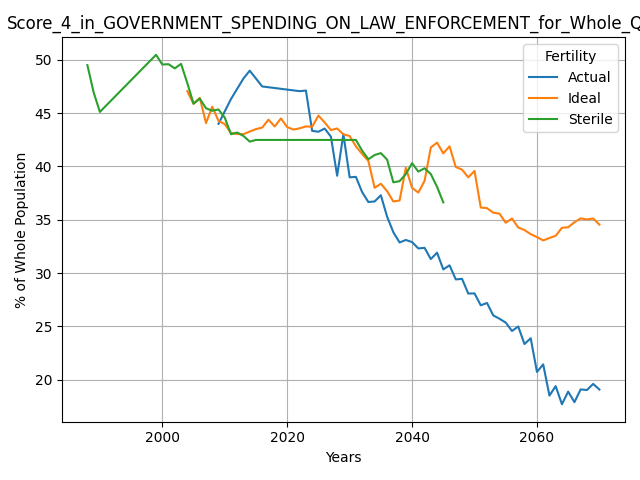 Score_4_in_GOVERNMENT_SPENDING_ON_LAW_ENFORCEMENT_for_Whole_Q
Fertility
Actual
Ideal
Sterile
% of Whole Population
50
45
40
35
30
25
20
2000
2020
2040
2060
Years